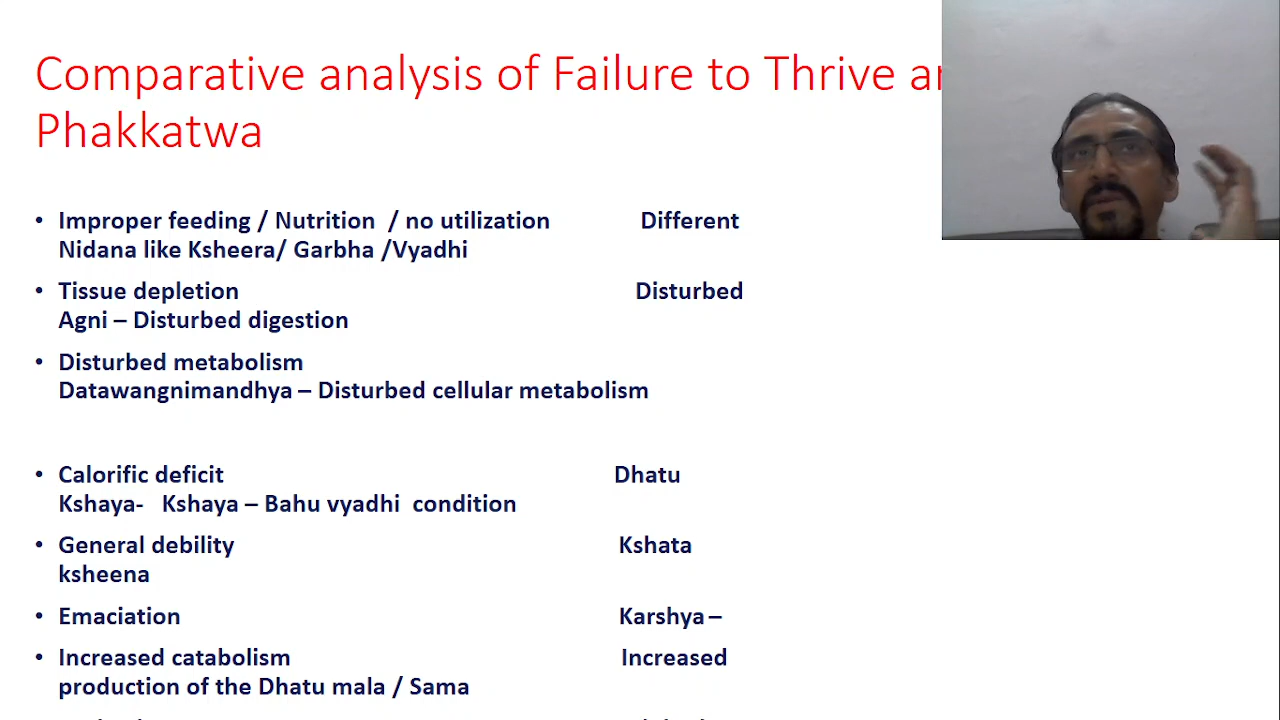 Comparative analysis of Failure to Thrive
Phakkatwa
• Improper feeding / Nutrition / no utilization Different
Nidana like Ksheera/ Garbha /Vyadhi
• Tissue depletion Disturbed
Agni – Disturbed digestion
• Disturbed metabolism
Datawangnimandhya – Disturbed cellular metabolism
• Calorific deficit Dhatu
Kshaya- Kshaya – Bahu vyadhi condition
• General debility Kshata
ksheena
• Emaciation Karshya –
• Increased catabolism Increased
production of the Dhatu mala / Sama